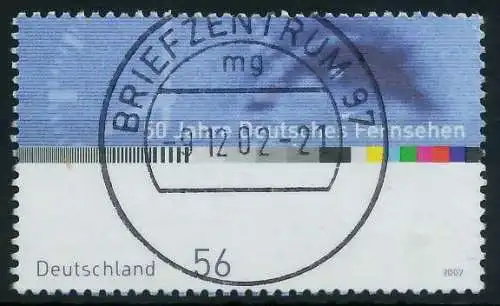 BRIEFZENTRUM 97
mg
50 Jahre Deutsches Fernsehen
-9.12.02-21
Deutschland 56 2002